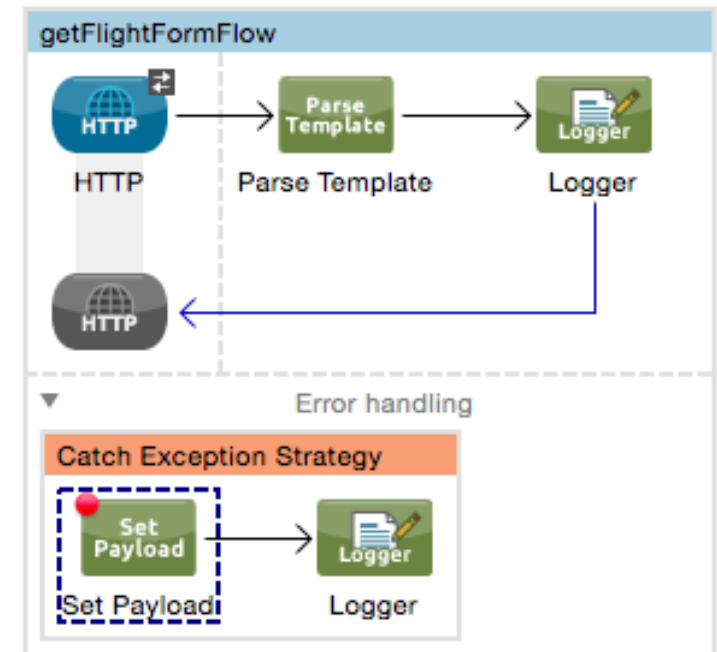 getFlightFormFlow
HTTP
Parse
Template
Logger
HTTP
Parse Template
Logger
HTTP
Error handling
Catch Exception Strategy
Set
Payload
Logger
Set Payload
Logger